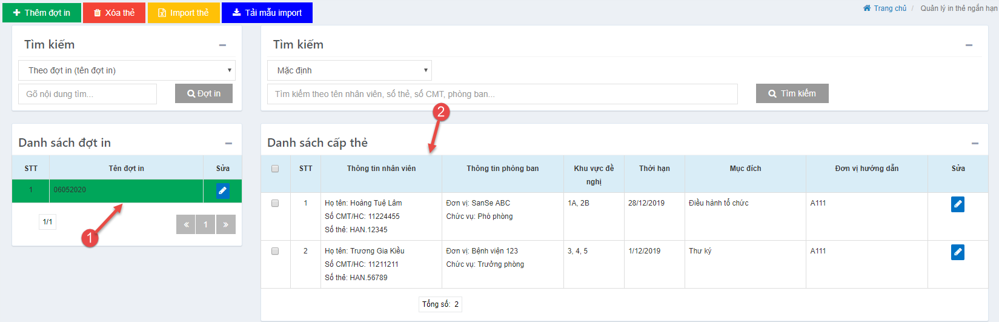 Thêm đợt in
Xóa thẻ
Import thẻ
Tải mẫu import
Trang chủ / Quản lý in thẻ ngắn hạn
Tìm kiếm
Theo đợt in (tên đợt in)
Gõ nội dung tìm...
Đợt in
Tìm kiếm
Mặc định
Tìm kiếm theo tên nhân viên, số thẻ, số CMT, phòng ban...
Tìm kiếm
2
Danh sách đợt in
STT Tên đợt in Sửa
1 06052020
1/1
« 1 »
1
Danh sách cấp thẻ
STT Thông tin nhân viên Thông tin phòng ban Khu vực đề Thời hạn Mục đích Đơn vị hướng dẫn Sửa
nghị
1 Họ tên: Hoàng Tuệ Lâm Đơn vị: SanSe ABC 1A, 2B 28/12/2019 Điều hành tổ chức A111
Số CMT/HC: 11224455 Chức vụ: Phó phòng
Số thẻ: HAN.12345
2 Họ tên: Trương Gia Kiều Đơn vị: Bệnh viện 123 3, 4, 5 1/12/2019 Thư ký A111
Số CMT/HC: 11211211 Chức vụ: Trưởng phòng
Số thẻ: HAN.56789
Tổng số: 2